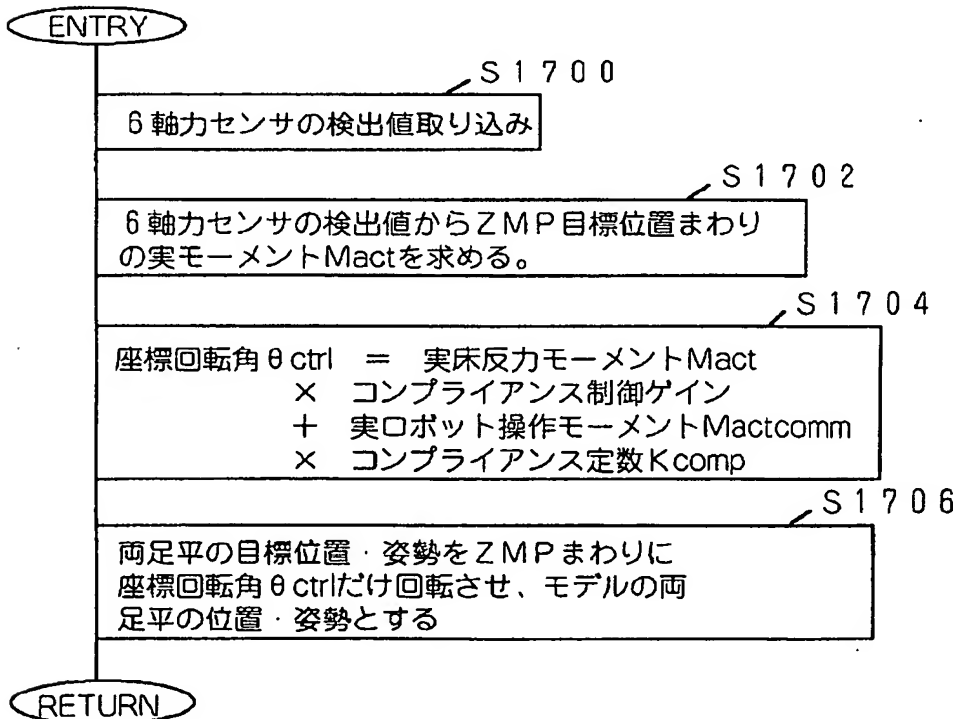 ENTRY
S1700
6軸力センサの検出値取り込み
S1702
6軸力センサの検出値からZMP目標位置まわり
の実モーメントMactを求める。
S1704
座標回転角θctrl = 実床反力モーメントMact
× コンプライアンス制御ゲイン
+ 実ロボット操作モーメントMactcomm
× コンプライアンス定数Kcomp
S1706
両足平の目標位置・姿勢をZMPまわりに
座標回転角θctrlだけ回転させ、モデルの両
足平の位置・姿勢とする
RETURN